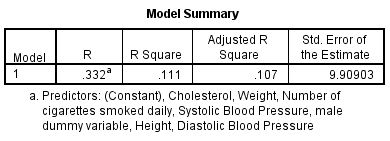 Model Summary
Model R R Square Adjusted R Square Std. Error of the Estimate
1 .332a .111 .107 9.90903
a. Predictors: (Constant), Cholesterol, Weight, Number of
cigarettes smoked daily, Systolic Blood Pressure, male
dummy variable, Height, Diastolic Blood Pressure